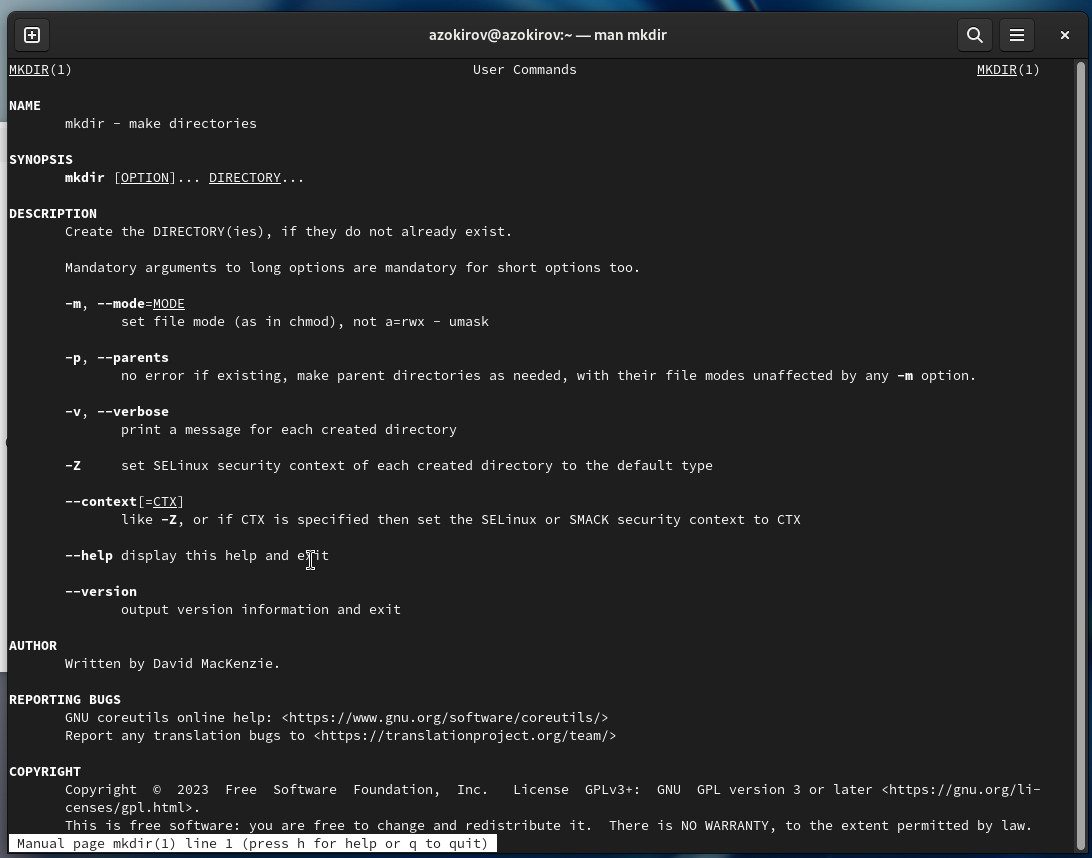 azokirov@azokirov:~ — man mkdir
MKDIR(1) User Commands MKDIR(1)
NAME
mkdir - make directories
SYNOPSIS
mkdir [OPTION]... DIRECTORY...
DESCRIPTION
Create the DIRECTORY(ies), if they do not already exist.
Mandatory arguments to long options are mandatory for short options too.
-m, --mode=MODE
set file mode (as in chmod), not a=rwx - umask
-p, --parents
no error if existing, make parent directories as needed, with their file modes unaffected by any -m option.
-v, --verbose
print a message for each created directory
-Z set SELinux security context of each created directory to the default type
--context[=CTX]
like -Z, or if CTX is specified then set the SELinux or SMACK security context to CTX
--help display this help and exit
--version
output version information and exit
AUTHOR
Written by David MacKenzie.
REPORTING BUGS
GNU coreutils online help: <https://www.gnu.org/software/coreutils/>
Report any translation bugs to <https://translationproject.org/team/>
COPYRIGHT
Copyright © 2023 Free Software Foundation, Inc. License GPLv3+: GNU GPL version 3 or later <https://gnu.org/li-
censes/gpl.html>.
This is free software: you are free to change and redistribute it. There is NO WARRANTY, to the extent permitted by law.
Manual page mkdir(1) line 1 (press h for help or q to quit)